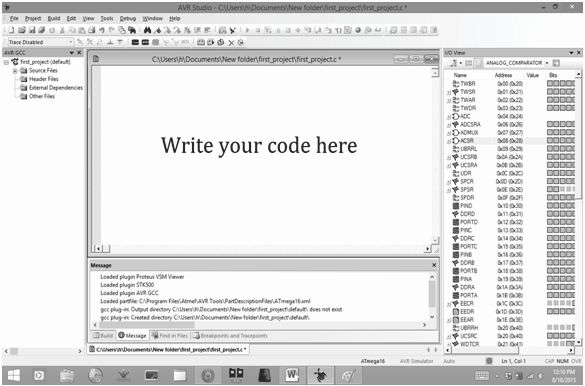 AVR Studio - C:\Users\h\Documents\New folder\first_project\first_project.c *
File Project Build Edit View Tools Debug Window Help
Trace Disabled
AVR GCC
first_project (default)
Source Files
Header Files
External Dependencies
Other Files
C:\Users\h\Documents\New folder\first_project\first_project.c *
Write your code here
I/O View
ANALOG_COMPARATOR
Name Address Value Bits
TWBR 0x00 (0x20)
TWSR 0x01 (0x21)
TWAR 0x02 (0x22)
TWDR 0x03 (0x23)
ADC 0x04 (0x24)
ADCSRA 0x06 (0x26)
ADMUX 0x07 (0x27)
ACSR 0x08 (0x28)
UBRRL 0x09 (0x29)
UCSRB 0x0A (0x2A)
UCSRA 0x0B (0x2B)
UDR 0x0C (0x2C)
SPCR 0x0D (0x2D)
SPSR 0x0E (0x2E)
SPDR 0x0F (0x2F)
PIND 0x10 (0x30)
DDRD 0x11 (0x31)
PORTD 0x12 (0x32)
PINC 0x13 (0x33)
DDRC 0x14 (0x34)
PORTC 0x15 (0x35)
PINB 0x16 (0x36)
DDRB 0x17 (0x37)
PORTB 0x18 (0x38)
PINA 0x19 (0x39)
DDRA 0x1A (0x3A)
PORTA 0x1B (0x3B)
EECR 0x1C (0x3C)
EEDR 0x1D (0x3D)
EEAR 0x1E (0x3E)
UBRRH 0x20 (0x40)
UCSRC 0x20 (0x40)
WDTCR 0x21 (0x41)
Message
Loaded plugin Proteus VSM Viewer
Loaded plugin STK500
Loaded plugin AVR GCC
Loaded partfile: C:\Program Files\Atmel\AVR Tools\PartDescriptionFiles\ATmega16.xml
gcc plug-in: Output directory C:\Users\h\Documents\New folder\first_project\default\ does not exist
gcc plug-in: Created directory C:\Users\h\Documents\New folder\first_project\default\
Build Message Find in Files Breakpoints and Tracepoints
C:\Users\h\Documents\New folder\first_project\first_project.c *
ATmega16 AVR Simulator Auto Ln 1, Col 1 CAP NUM OVR
12:10 PM